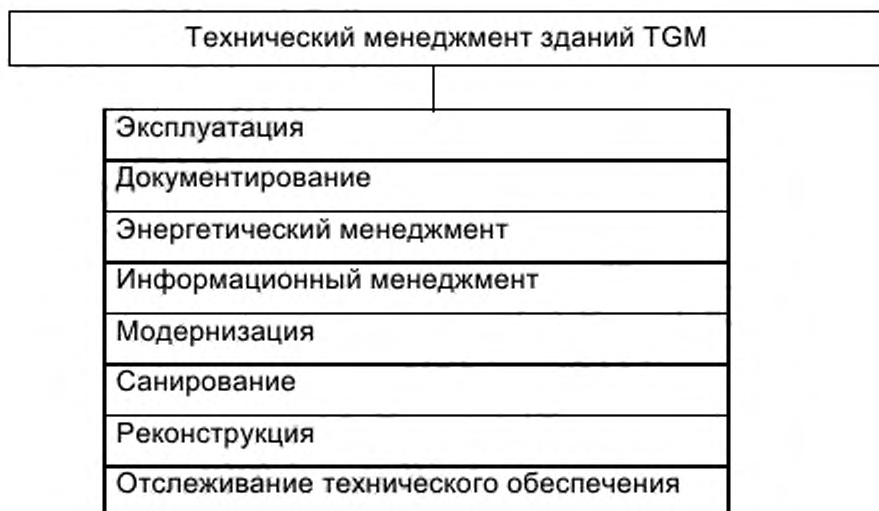 Технический менеджмент зданий TGM
Эксплуатация
Документирование
Энергетический менеджмент
Информационный менеджмент
Модернизация
Санирование
Реконструкция
Отслеживание технического обеспечения